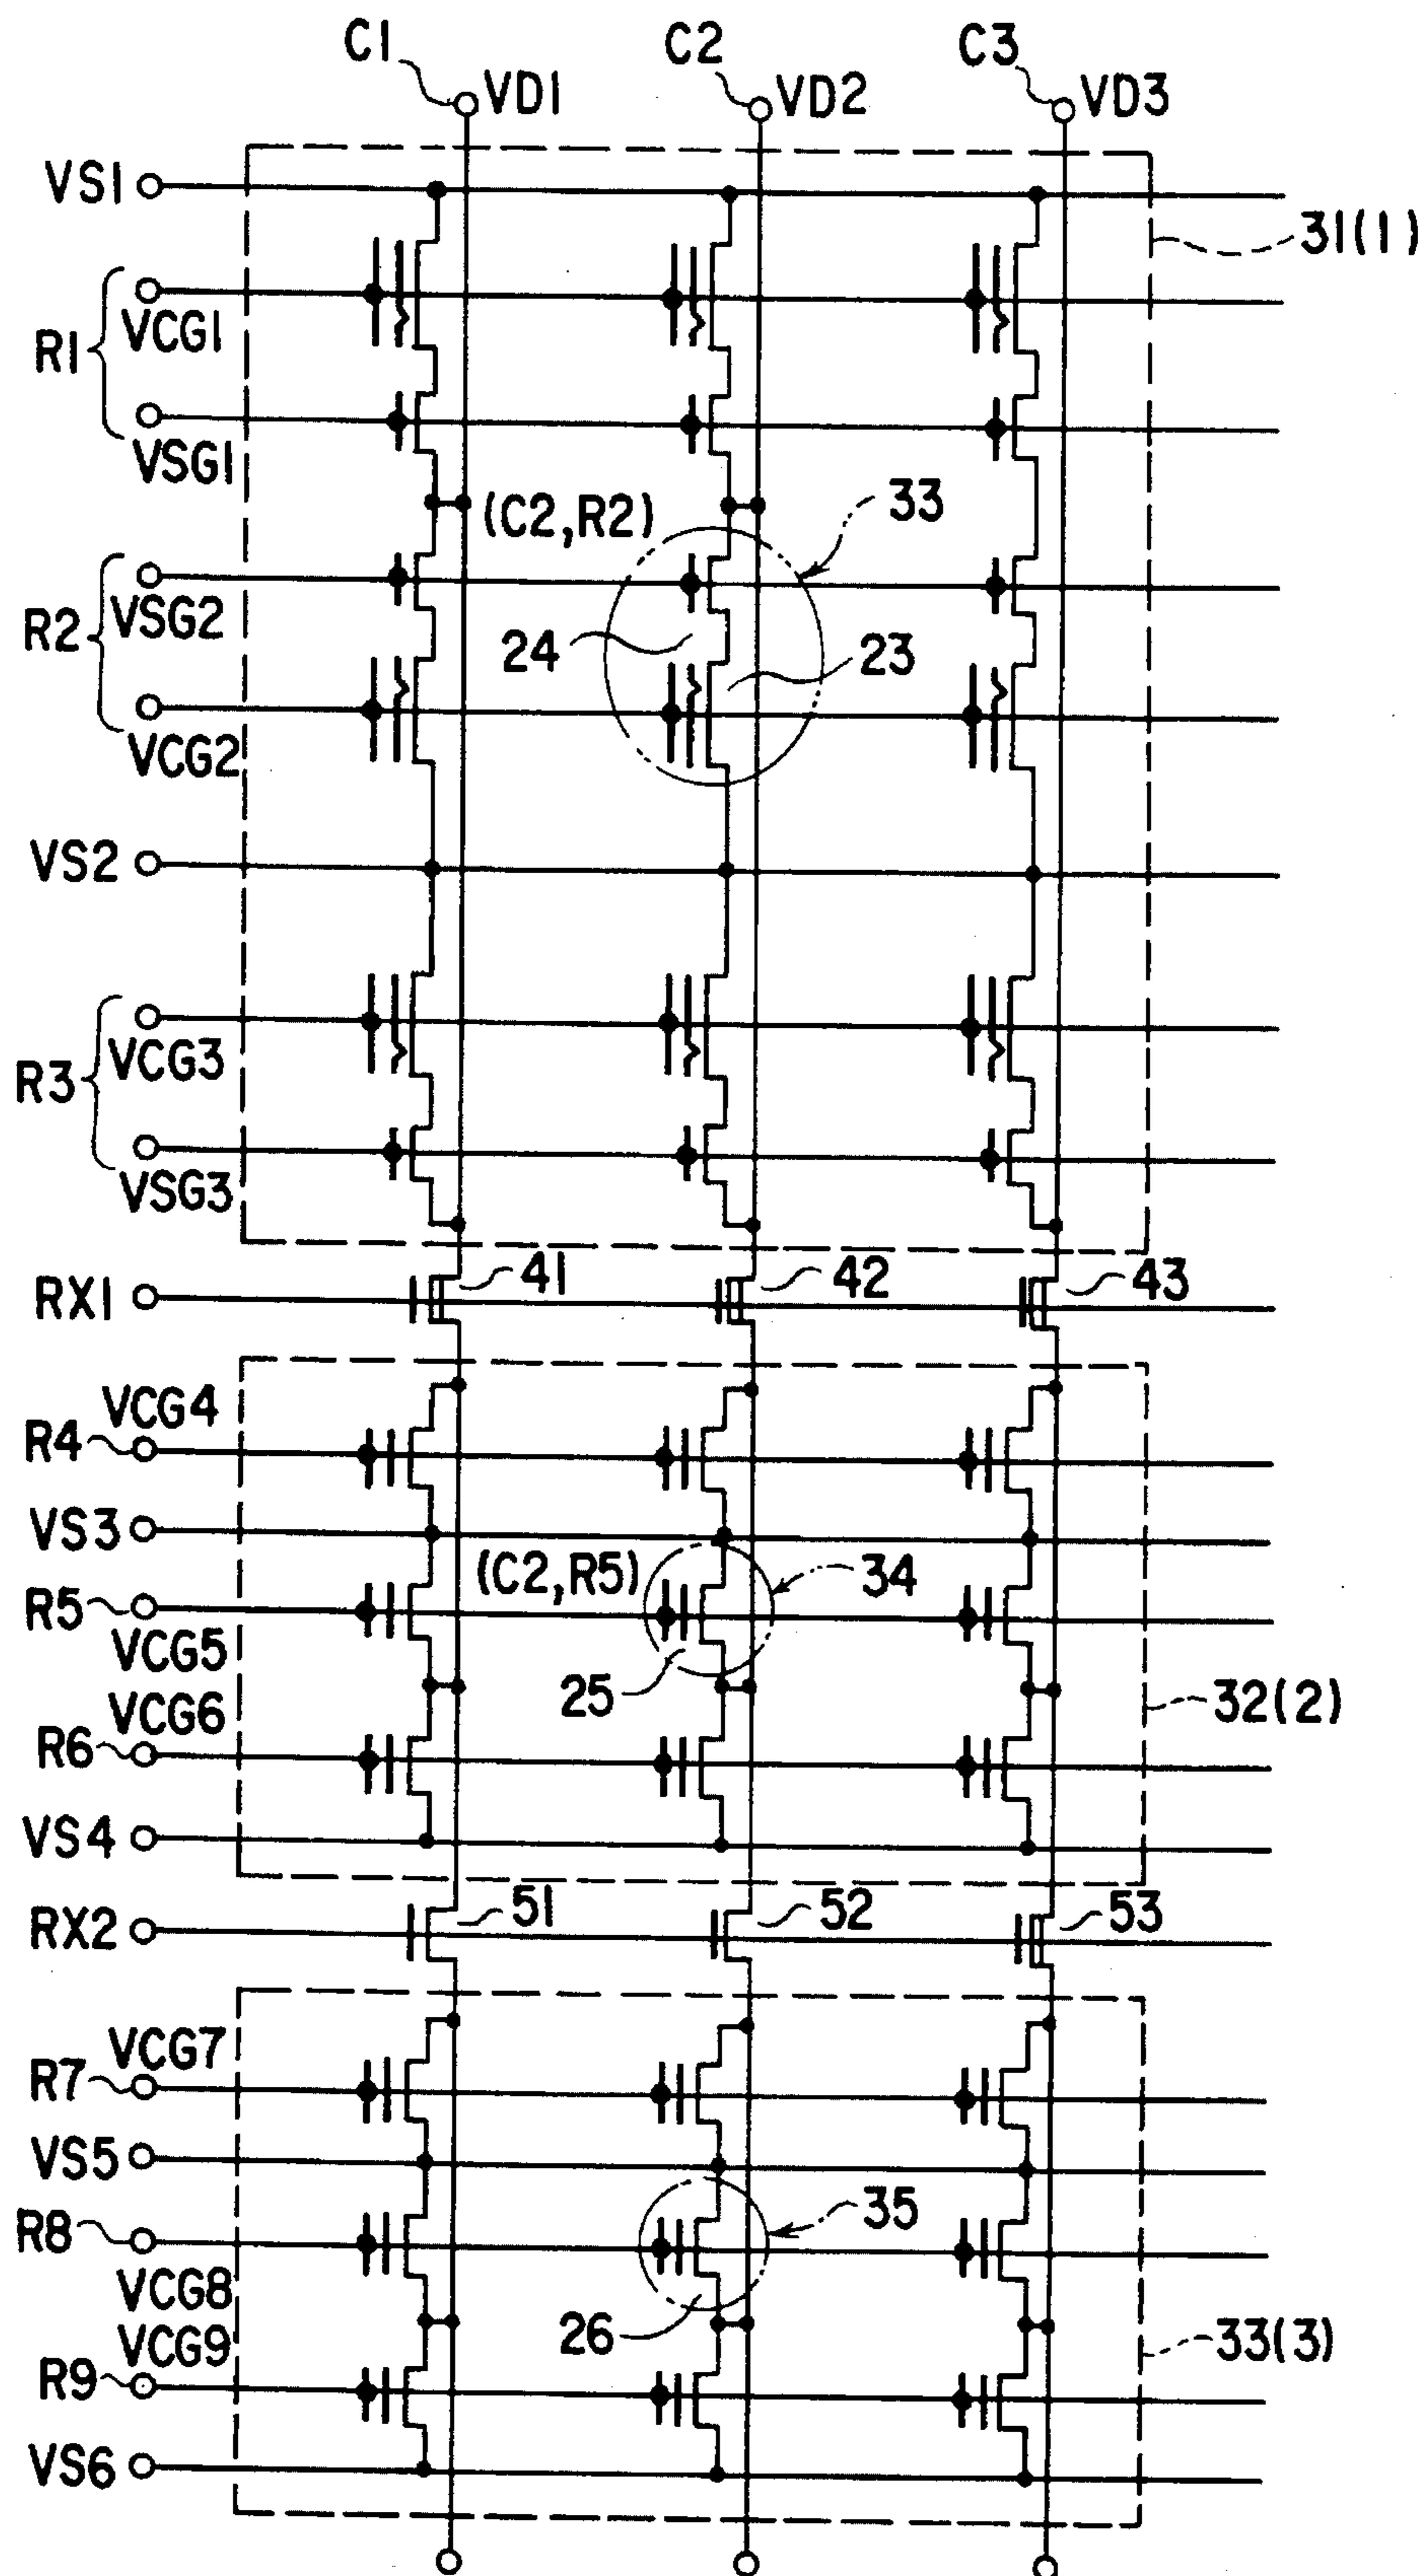 C1 C2 C3
VD1 VD2 VD3
VS1
31(1)
VCG1
R1
VSG1
(C2,R2) 33
VSG2
R2
24 23
VCG2
VS2
VCG3
R3
VSG3
RX1 41 42 43
VCG4
R4
VS3
(C2,R5) 34
R5
VCG5
25
32(2)
VCG6
R6
VS4
RX2 51 52 53
VCG7
R7
VS5
35
R8
VCG8
26
33(3)
VCG9
R9
VS6